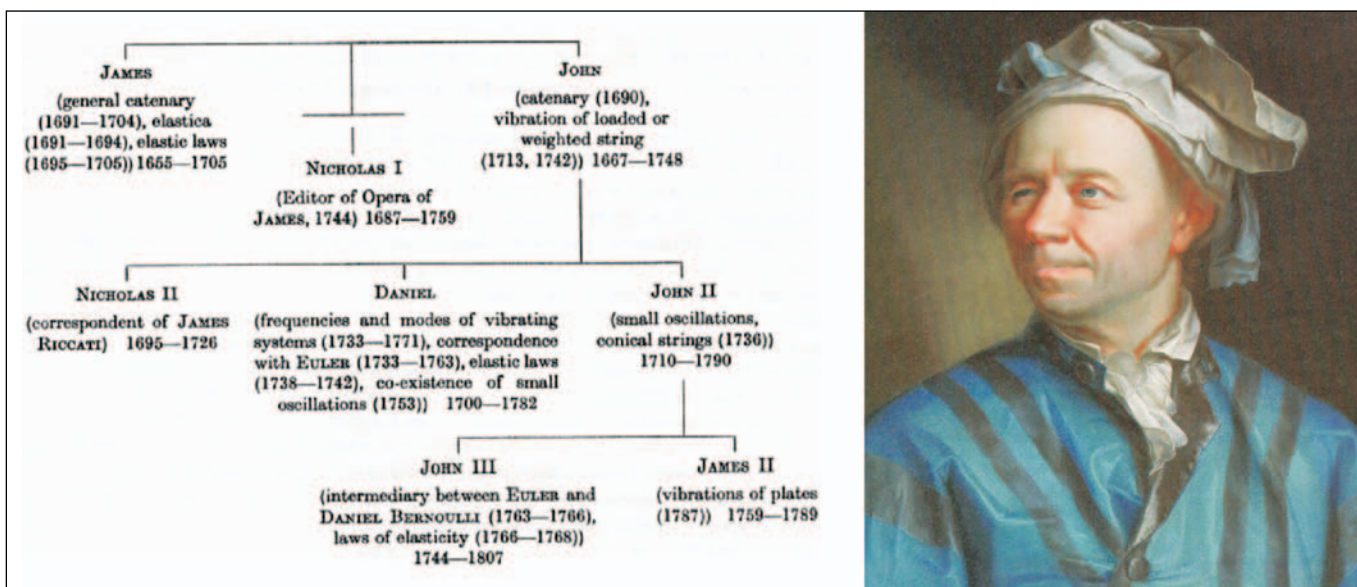 JAMES
(general catenary
(1691—1704), elastica
(1691—1694), elastic laws
(1695—1705)) 1655—1705
JOHN
(catenary (1690),
vibration of loaded or
weighted string
(1713, 1742)) 1667—1748
NICHOLAS I
(Editor of Opera of
JAMES, 1744) 1687—1759
NICHOLAS II
(correspondent of JAMES
RICCATI) 1695—1726
DANIEL
(frequencies and modes of vibrating
systems (1733—1771), correspondence
with EULER (1733—1763), elastic laws
(1738—1742), co-existence of small
oscillations (1753)) 1700—1782
JOHN II
(small oscillations,
conical strings (1736))
1710—1790
JOHN III
(intermediary between EULER and
DANIEL BERNOULLI (1763—1766),
laws of elasticity (1766—1768))
1744—1807
JAMES II
(vibrations of plates
(1787)) 1759—1789